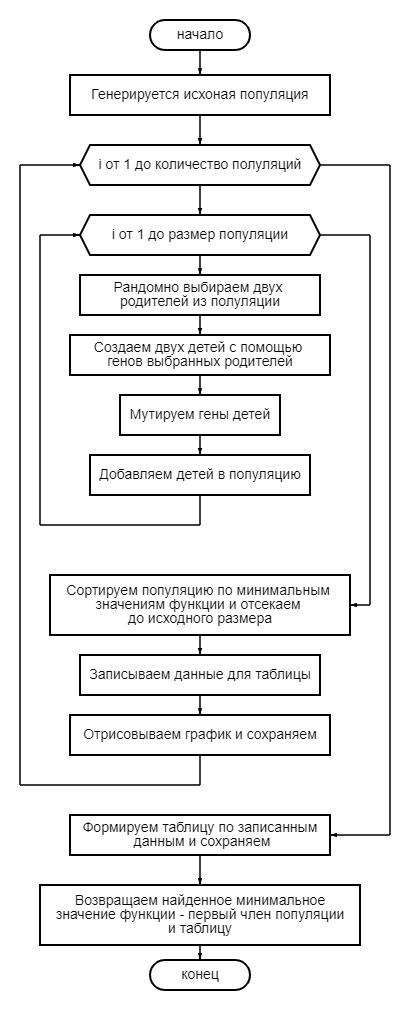 начало
Генерируется исхоная популяция
i от 1 до количество полуляций
i от 1 до размер популяции
Рандомно выбираем двух
родителей из полуляции
Создаем двух детей с помощью
генов выбранных родителей
Мутируем гены детей
Добавляем детей в популяцию
Сортируем популяцию по минимальным
значениям функции и отсекаем
до исходного размера
Записываем данные для таблицы
Отрисовываем график и сохраняем
Формируем таблицу по записанным
данным и сохраняем
Возвращаем найденное минимальное
значение функции - первый член популяции
и таблицу
конец